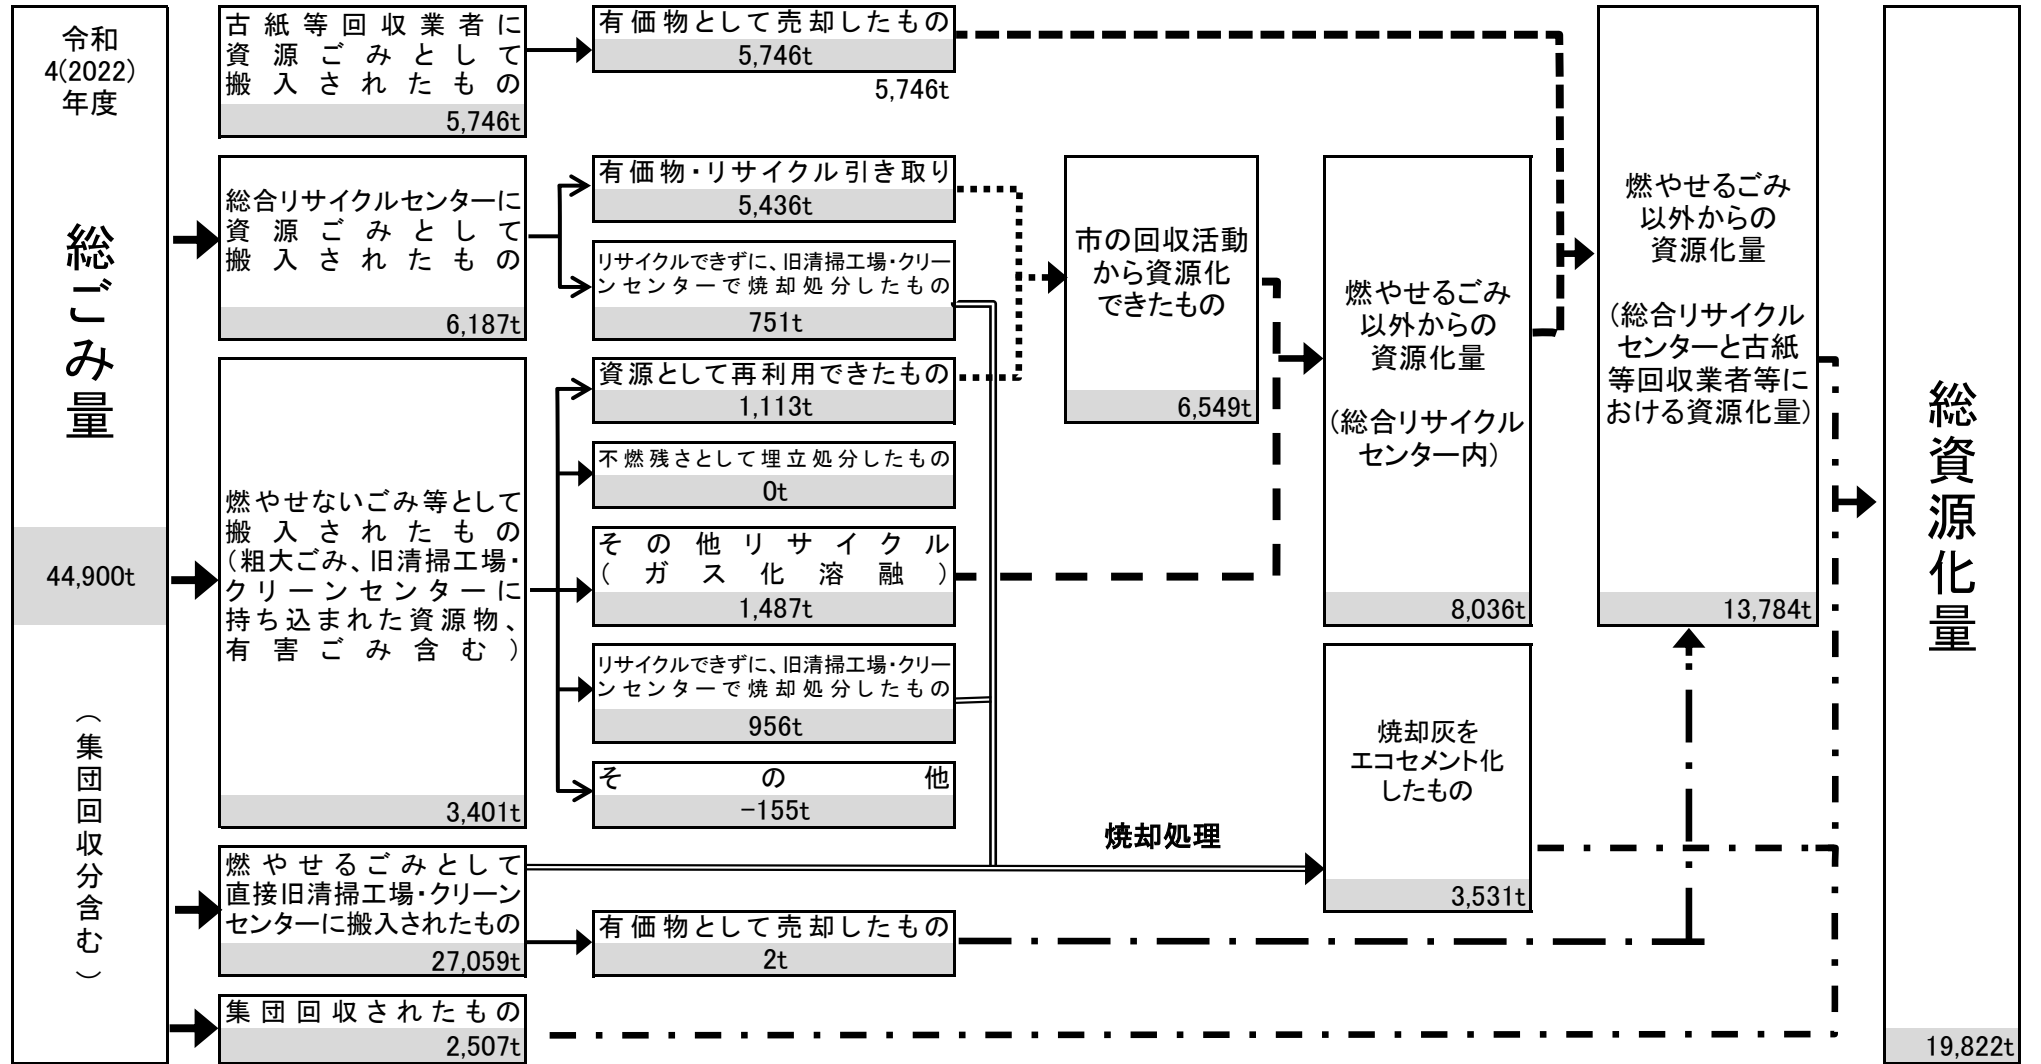 令和
4(2022)
年度
総ごみ量
44,900t
（集団回収分含む）
古紙等回収業者に
資源ごみとして
搬入されたもの
5,746t
有価物として売却したもの
5,746t
5,746t
総合リサイクルセンターに
資源ごみとして
搬入されたもの
6,187t
有価物・リサイクル引き取り
5,436t
リサイクルできずに、旧清掃工場・クリー
ンセンターで焼却処分したもの
751t
燃やせないごみ等として
搬入されたもの
(粗大ごみ、旧清掃工場・
クリーンセンターに
持ち込まれた資源物、
有害ごみ含む)
3,401t
資源として再利用できたもの
1,113t
不燃残さとして埋立処分したもの
0t
その他リサイクル
(ガス化溶融)
1,487t
リサイクルできずに、旧清掃工場・クリー
ンセンターで焼却処分したもの
956t
その他
-155t
燃やせるごみとして
直接旧清掃工場・クリーン
センターに搬入されたもの
27,059t
有価物として売却したもの
2t
集団回収されたもの
2,507t
市の回収活動
から資源化
できたもの
6,549t
燃やせるごみ
以外からの
資源化量
(総合リサイクル
センター内)
8,036t
焼却処理
焼却灰を
エコセメント化
したもの
3,531t
燃やせるごみ
以外からの
資源化量
(総合リサイクル
センターと古紙
等回収業者等に
おける資源化量)
13,784t
総資源化量
19,822t